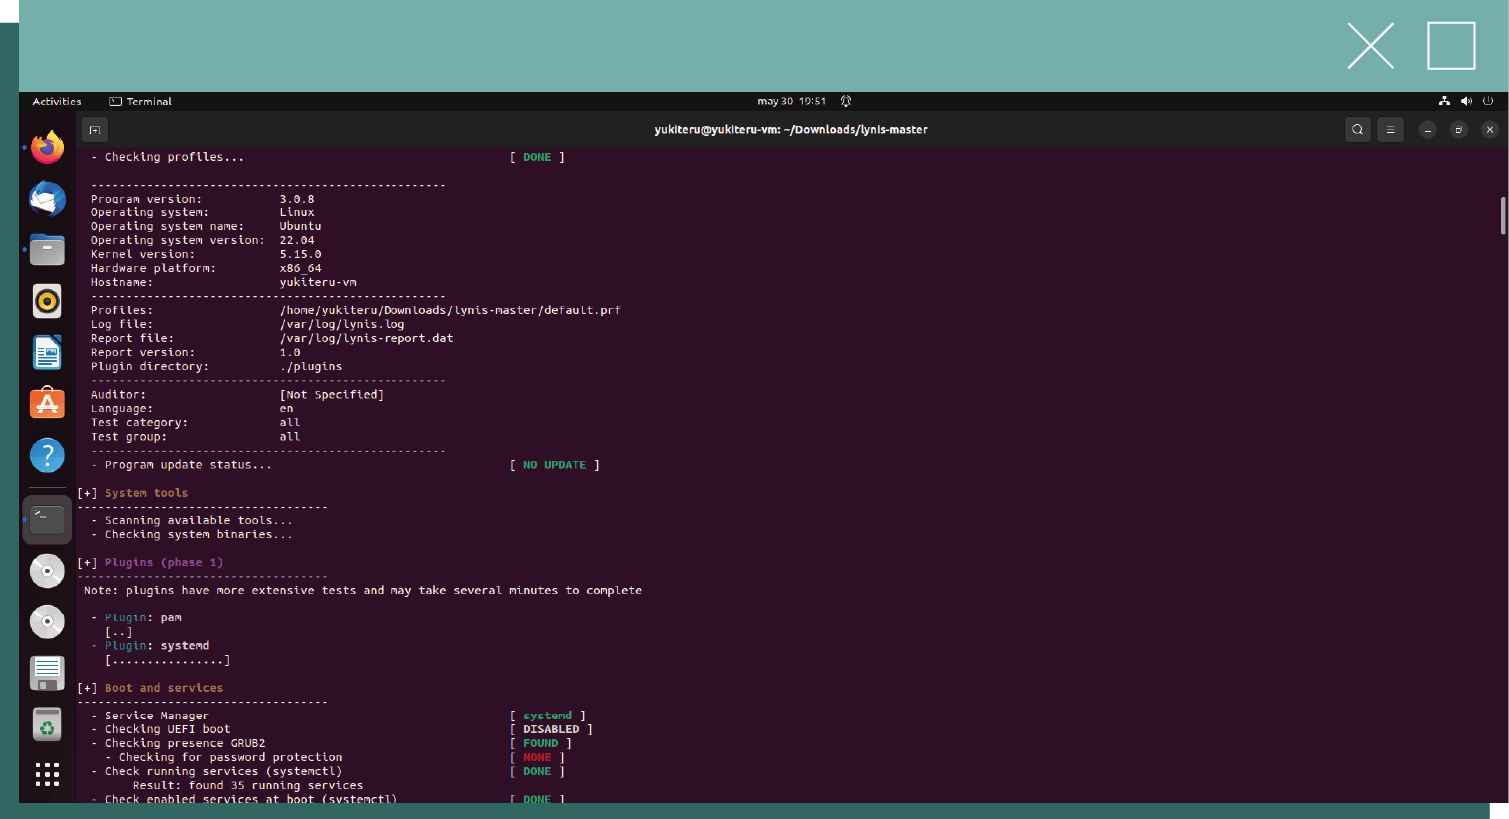 Activities
Terminal
may 30 19:51
yukiteru@yukiteru-vm: ~/Downloads/lynis-master
- Checking profiles... [ DONE ]
---------------------------------------------------
Program version: 3.0.8
Operating system: Linux
Operating system name: Ubuntu
Operating system version: 22.04
Kernel version: 5.15.0
Hardware platform: x86_64
Hostname: yukiteru-vm
---------------------------------------------------
Profiles: /home/yukiteru/Downloads/lynis-master/default.prf
Log file: /var/log/lynis.log
Report file: /var/log/lynis-report.dat
Report version: 1.0
Plugin directory: ./plugins
---------------------------------------------------
Auditor: [Not Specified]
Language: en
Test category: all
Test group: all
---------------------------------------------------
- Program update status... [ NO UPDATE ]
[+] System tools
------------------------------------
- Scanning available tools...
- Checking system binaries...
[+] Plugins (phase 1)
------------------------------------
Note: plugins have more extensive tests and may take several minutes to complete
- Plugin: pam
[..]
- Plugin: systemd
[................]
[+] Boot and services
------------------------------------
- Service Manager [ systemd ]
- Checking UEFI boot [ DISABLED ]
- Checking presence GRUB2 [ FOUND ]
- Checking for password protection [ NONE ]
- Check running services (systemctl) [ DONE ]
Result: found 35 running services
- Check enabled services at boot (systemctl) [ DONE ]